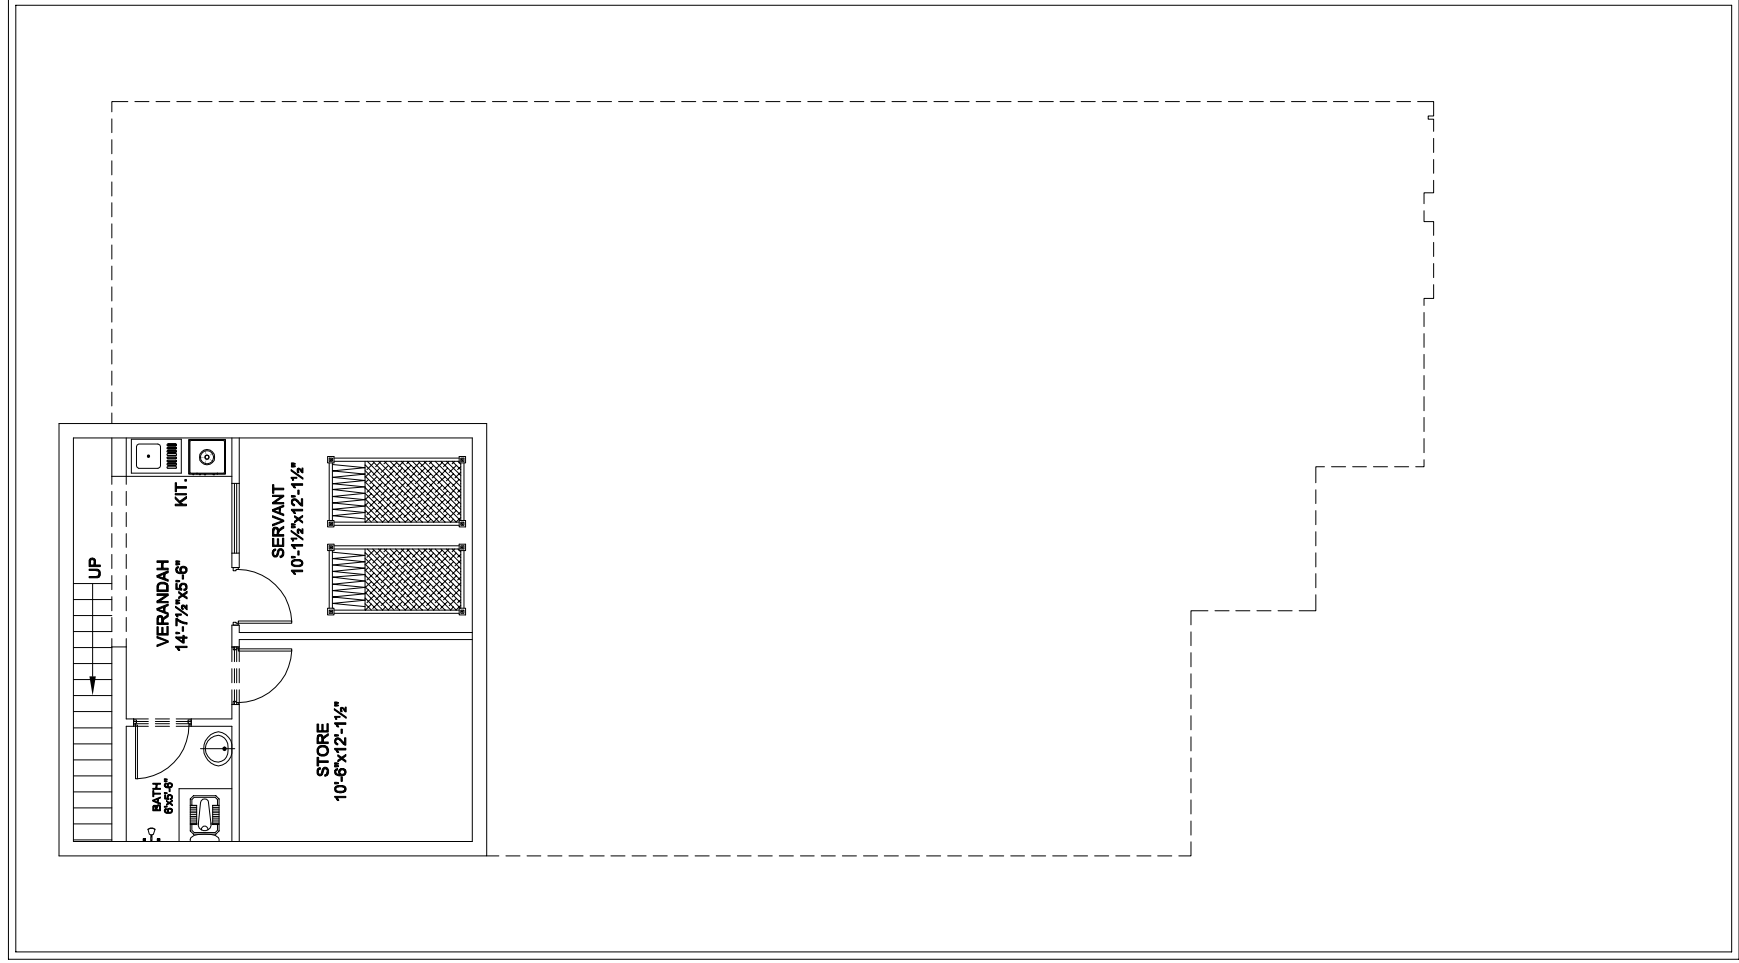 UP
KIT.
VERANDAH
14'-7½"x5'-6"
SERVANT
10'-1½"x12'-1½"
BATH
6'x5'-6"
STORE
10'-6"x12'-1½"